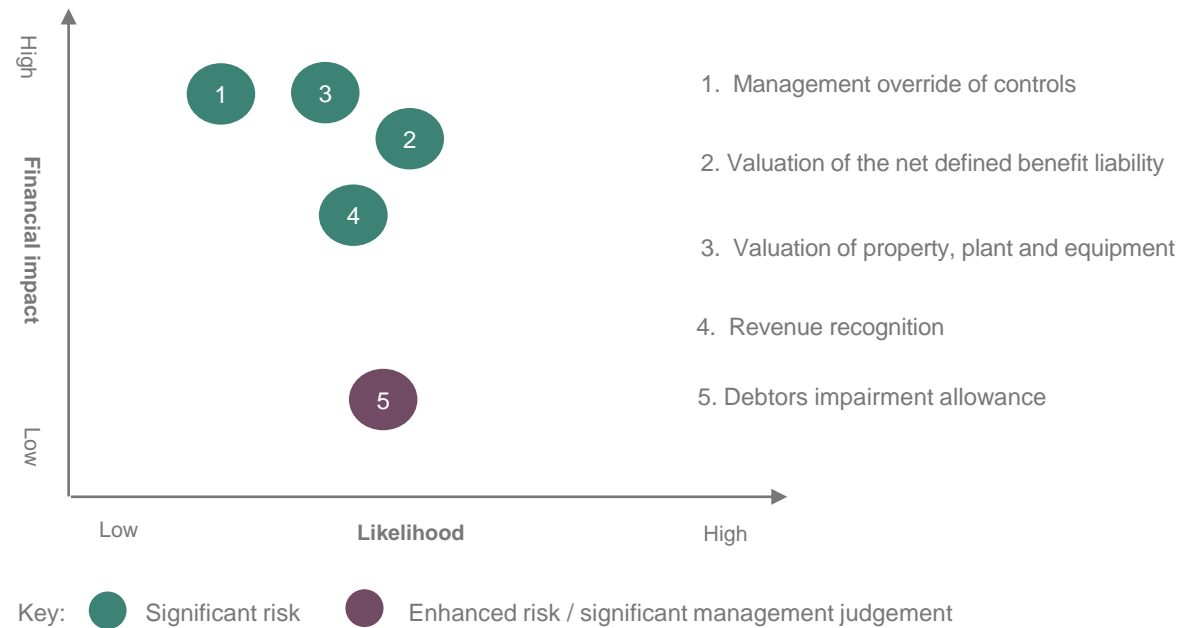 High
Financial impact
Low
1
3
2
4
5
1. Management override of controls
2. Valuation of the net defined benefit liability
3. Valuation of property, plant and equipment
4. Revenue recognition
5. Debtors impairment allowance
Low
Likelihood
High
Key:
Significant risk
Enhanced risk / significant management judgement